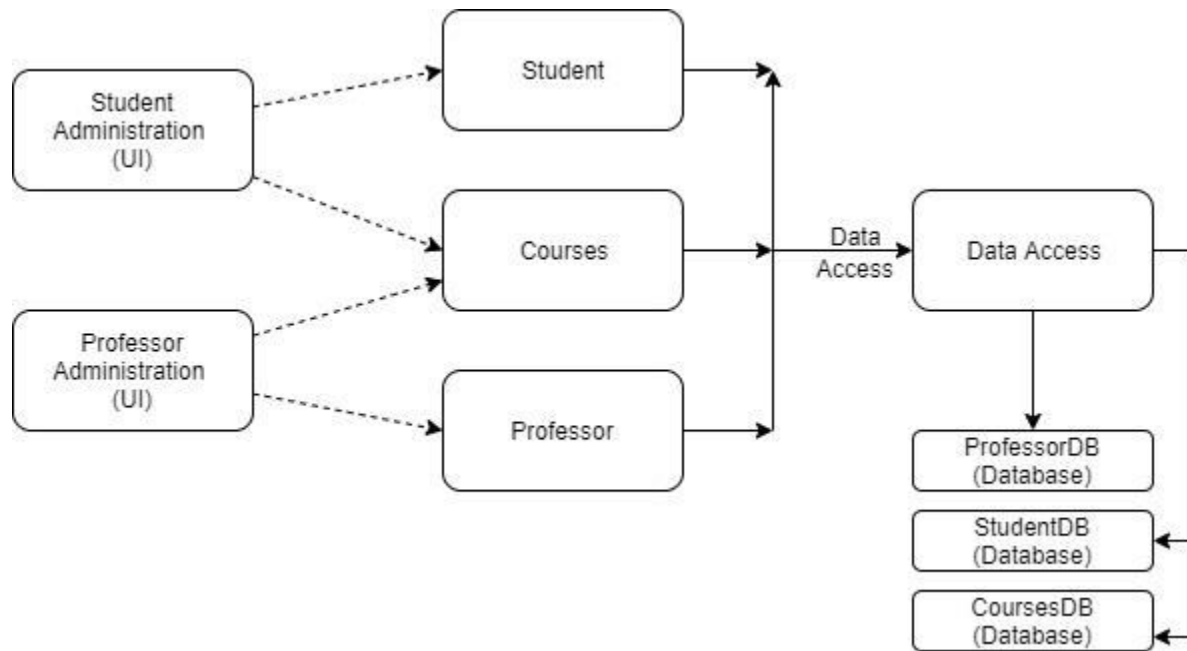 Student
Administration
(UI)
Professor
Administration
(UI)
Student
Courses
Professor
Data
Access
Data Access
ProfessorDB
(Database)
StudentDB
(Database)
CoursesDB
(Database)